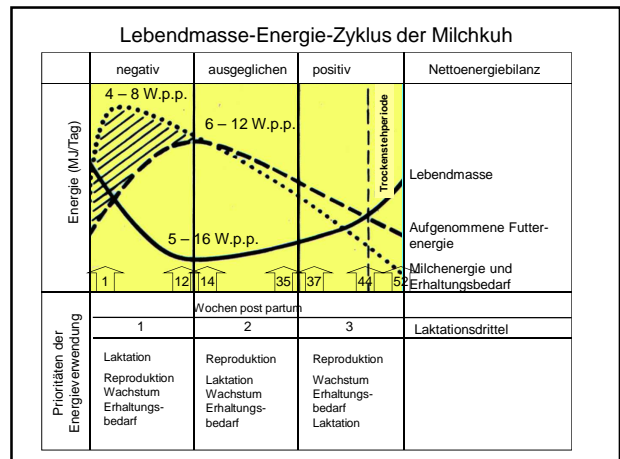 Lebendmasse-Energie-Zyklus der Milchkuh
negativ ausgeglichen positiv Nettoenergiebilanz
Energie (MJ/Tag)
4 – 8 W.p.p.
6 – 12 W.p.p.
5 – 16 W.p.p.
Trockenstehperiode
Lebendmasse
Aufgenommene Futter-
energie
Milchenergie und
Erhaltungsbedarf
1 12 14 35 37 44 52
Wochen post partum
1 2 3 Laktationsdrittel
Prioritäten der
Energieverwendung
Laktation
Reproduktion
Wachstum
Erhaltungs-
bedarf
Reproduktion
Laktation
Wachstum
Erhaltungs-
bedarf
Reproduktion
Wachstum
Erhaltungs-
bedarf
Laktation